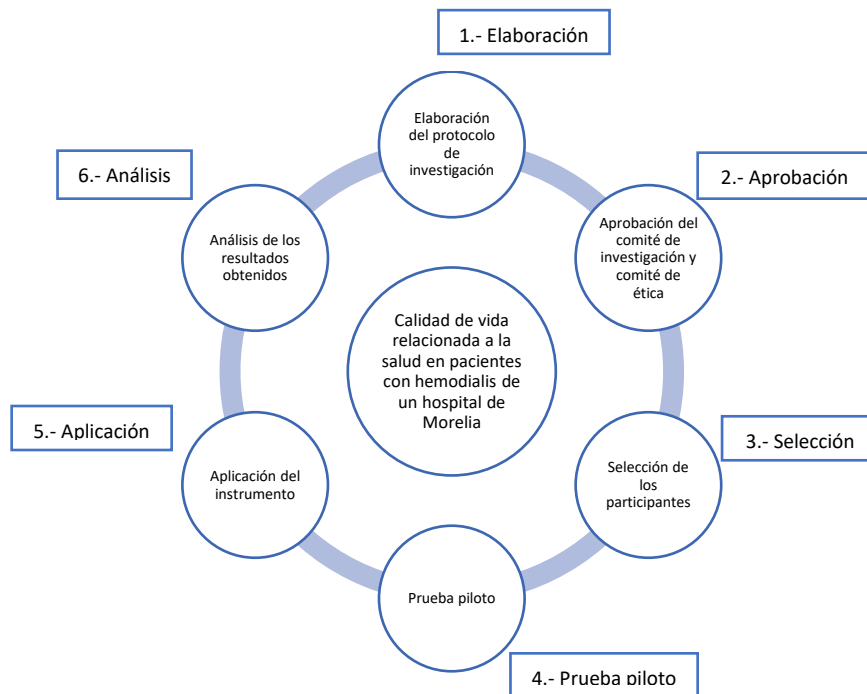 1.- Elaboración
Elaboración
del protocolo
de
investigación
2.- Aprobación
Aprobación del
comité de
investigación y
comité de
ética
3.- Selección
Selección de
los
participantes
4.- Prueba piloto
Prueba piloto
5.- Aplicación
Aplicación del
instrumento
6.- Análisis
Análisis de los
resultados
obtenidos
Calidad de vida
relacionada a la
salud en pacientes
con hemodialis de
un hospital de
Morelia